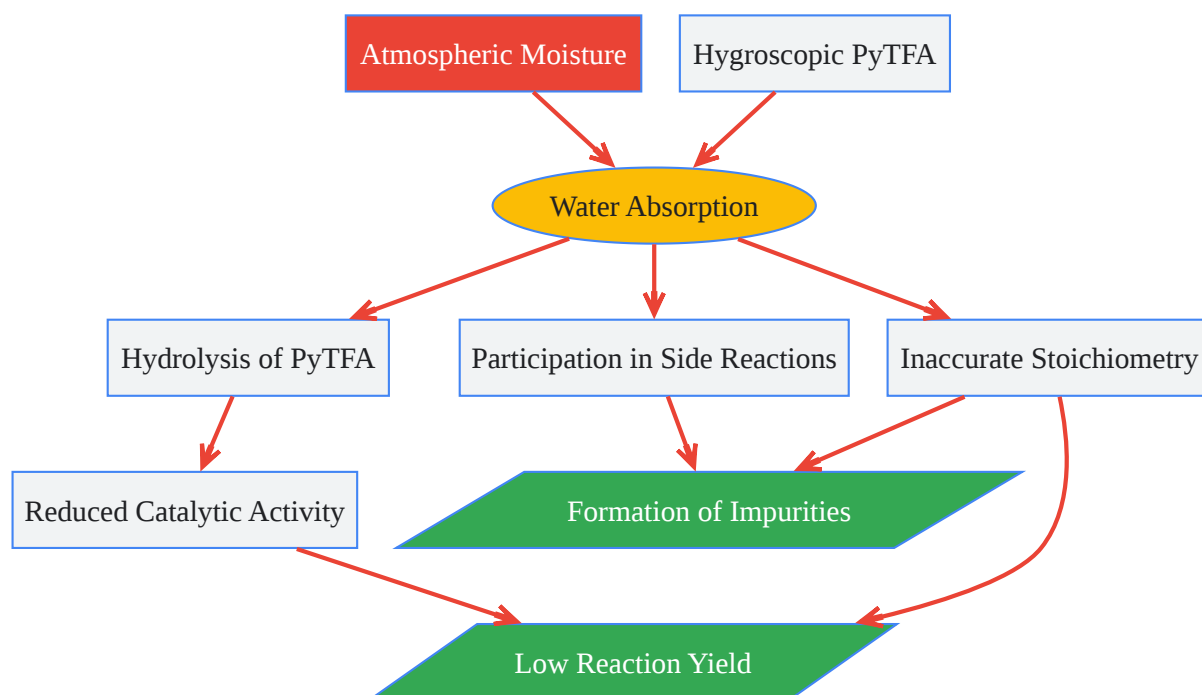 Atmospheric Moisture
Hygroscopic PyTFA
Water Absorption
Hydrolysis of PyTFA
Participation in Side Reactions
Inaccurate Stoichiometry
Reduced Catalytic Activity
Formation of Impurities
Low Reaction Yield